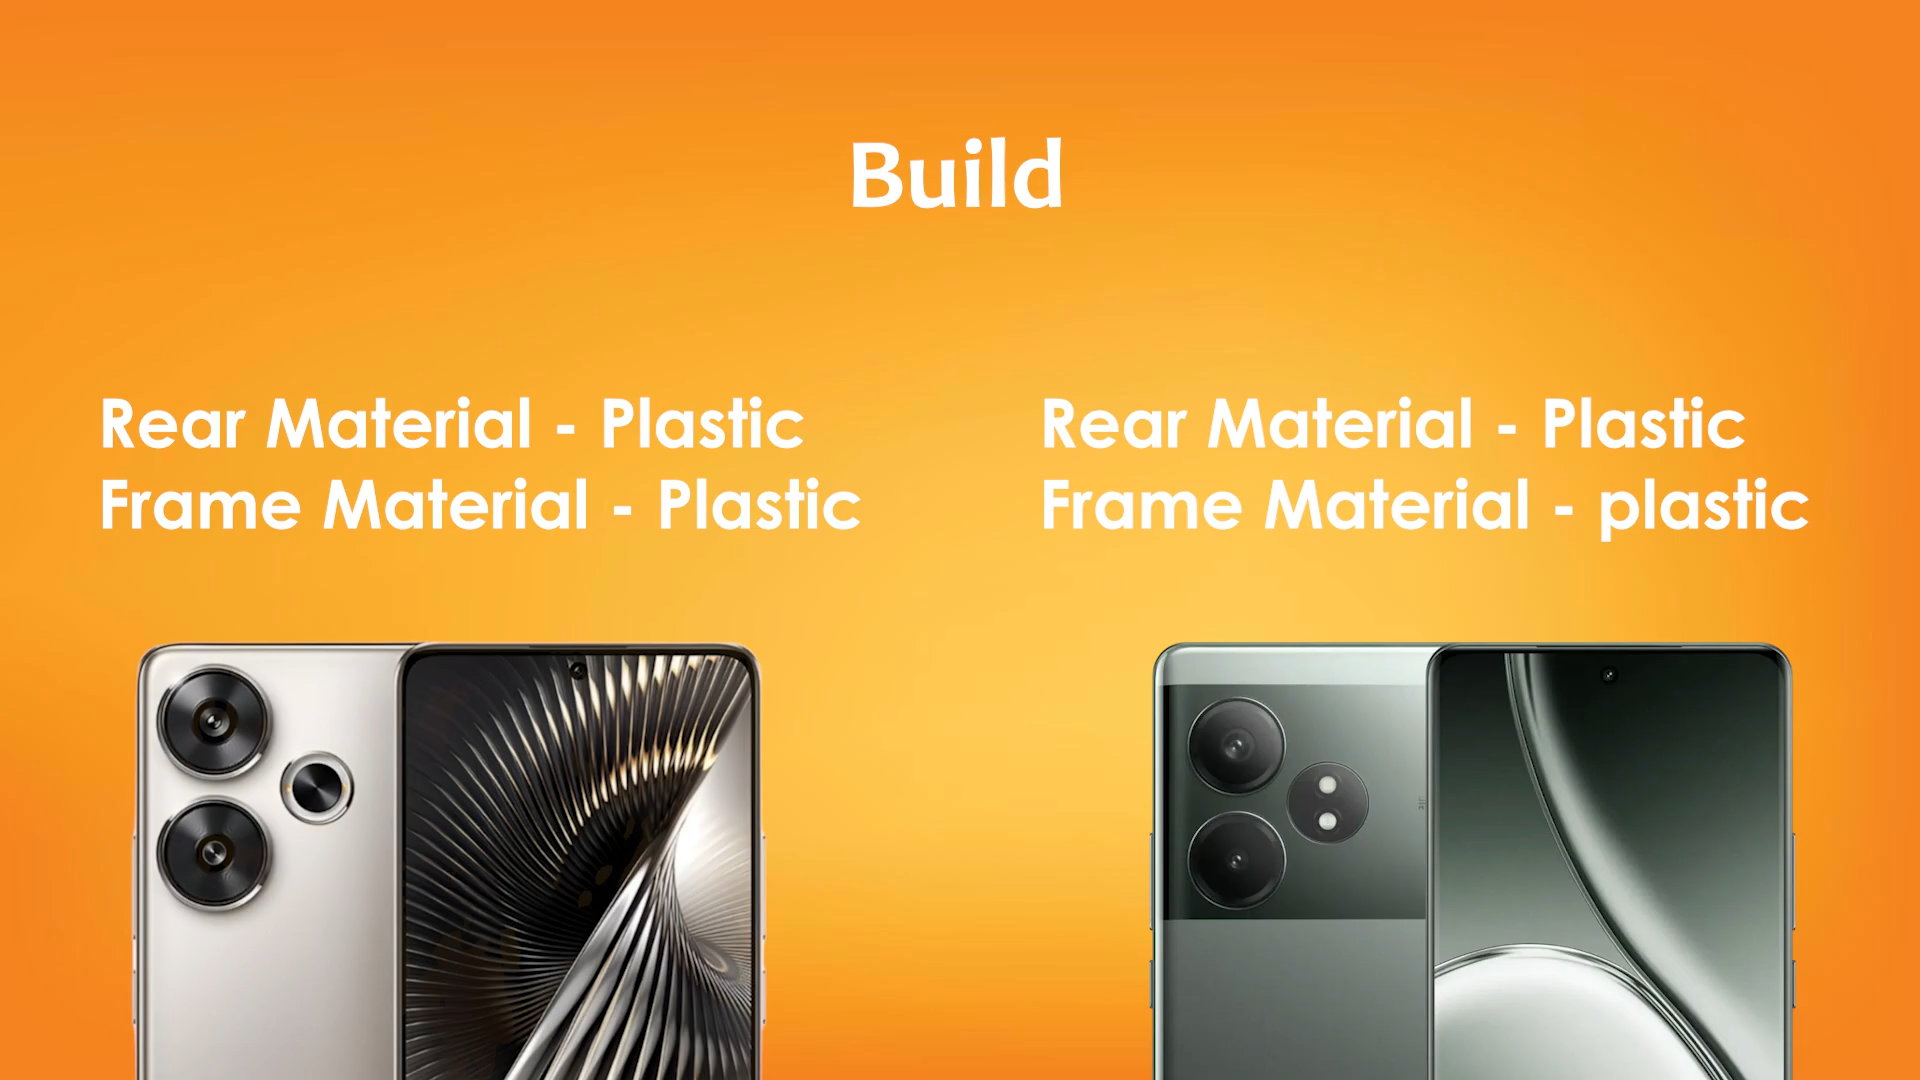 Build
Rear Material - Plastic
Frame Material - Plastic
Rear Material - Plastic
Frame Material - plastic